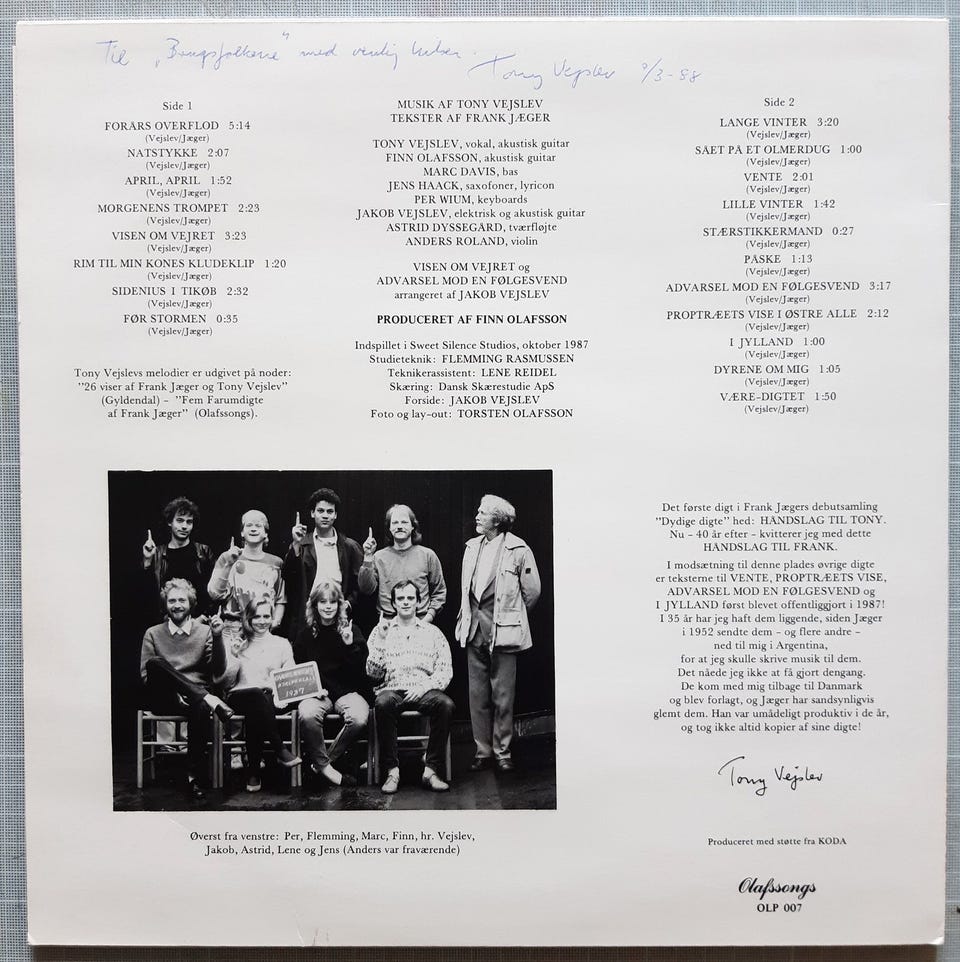 Til "Bangsfolkene" med venlig hilsen.
Tony Vejslev 9/3-88
Side 1
FORÅRS OVERFLOD 5:14
(Vejslev/Jæger)
NATSTYKKE 2:07
(Vejslev/Jæger)
APRIL, APRIL 1:52
(Vejslev/Jæger)
MORGENENS TROMPET 2:23
(Vejslev/Jæger)
VISEN OM VEJRET 3:23
(Vejslev/Jæger)
RIM TIL MIN KONES KLUDEKLIP 1:20
(Vejslev/Jæger)
SIDENIUS I TIKØB 2:32
(Vejslev/Jæger)
FØR STORMEN 0:35
(Vejslev/Jæger)
Tony Vejslevs melodier er udgivet på noder:
"26 viser af Frank Jæger og Tony Vejslev"
(Gyldendal) – "Fem Farumdigte
af Frank Jæger" (Olafssongs).
MUSIK AF TONY VEJSLEV
TEKSTER AF FRANK JÆGER
TONY VEJSLEV, vokal, akustisk guitar
FINN OLAFSSON, akustisk guitar
MARC DAVIS, bas
JENS HAACK, saxofoner, lyricon
PER WIUM, keyboards
JAKOB VEJSLEV, elektrisk og akustisk guitar
ASTRID DYSSEGÅRD, tværfløjte
ANDERS ROLAND, violin
VISEN OM VEJRET og
ADVARSEL MOD EN FØLGESVEND
arrangeret af JAKOB VEJSLEV
PRODUCERET AF FINN OLAFSSON
Indspillet i Sweet Silence Studios, oktober 1987
Studieteknik: FLEMMING RASMUSSEN
Teknikerassistent: LENE REIDEL
Skæring: Dansk Skærestudie ApS
Forside: JAKOB VEJSLEV
Foto og lay-out: TORSTEN OLAFSSON
Side 2
LANGE VINTER 3:20
(Vejslev/Jæger)
SAET PÅ ET OLMERDUG 1:00
(Vejslev/Jæger)
VENTE 2:01
(Vejslev/Jæger)
LILLE VINTER 1:42
(Vejslev/Jæger)
STÆRSTIKKERMAND 0:27
(Vejslev/Jæger)
PÅSKE 1:13
(Vejslev/Jæger)
ADVARSEL MOD EN FØLGESVEND 3:17
(Vejslev/Jæger)
PROPTRÆETS VISE I ØSTRE ALLE 2:12
(Vejslev/Jæger)
I JYLLAND 1:00
(Vejslev/Jæger)
DYRENE OM MIG 1:05
(Vejslev/Jæger)
VÆRE-DIGTET 1:50
(Vejslev/Jæger)
1987
Øverst fra venstre: Per, Flemming, Marc, Finn, hr. Vejslev,
Jakob, Astrid, Lene og Jens (Anders var fraværende)
Det første digt i Frank Jægers debutsamling
"Dydige digte" hed: HÅNDSLAG TIL TONY.
Nu – 40 år efter – kvitterer jeg med dette
HÅNDSLAG TIL FRANK.
I modsætning til denne plades øvrige digte
er teksterne til VENTE, PROPTRÆETS VISE,
ADVARSEL MOD EN FØLGESVEND og
I JYLLAND først blevet offentliggjort i 1987!
I 35 år har jeg haft dem liggende, siden Jæger
i 1952 sendte dem – og flere andre –
ned til mig i Argentina,
for at jeg skulle skrive musik til dem.
Det nåede jeg ikke at få gjort dengang.
De kom med mig tilbage til Danmark
og blev forlagt, og Jæger har sandsynligvis
glemt dem. Han var umådeligt produktiv i de år,
og tog ikke altid kopier af sine digte!
Tony Vejslev
Produceret med støtte fra KODA
Olafssongs
OLP 007